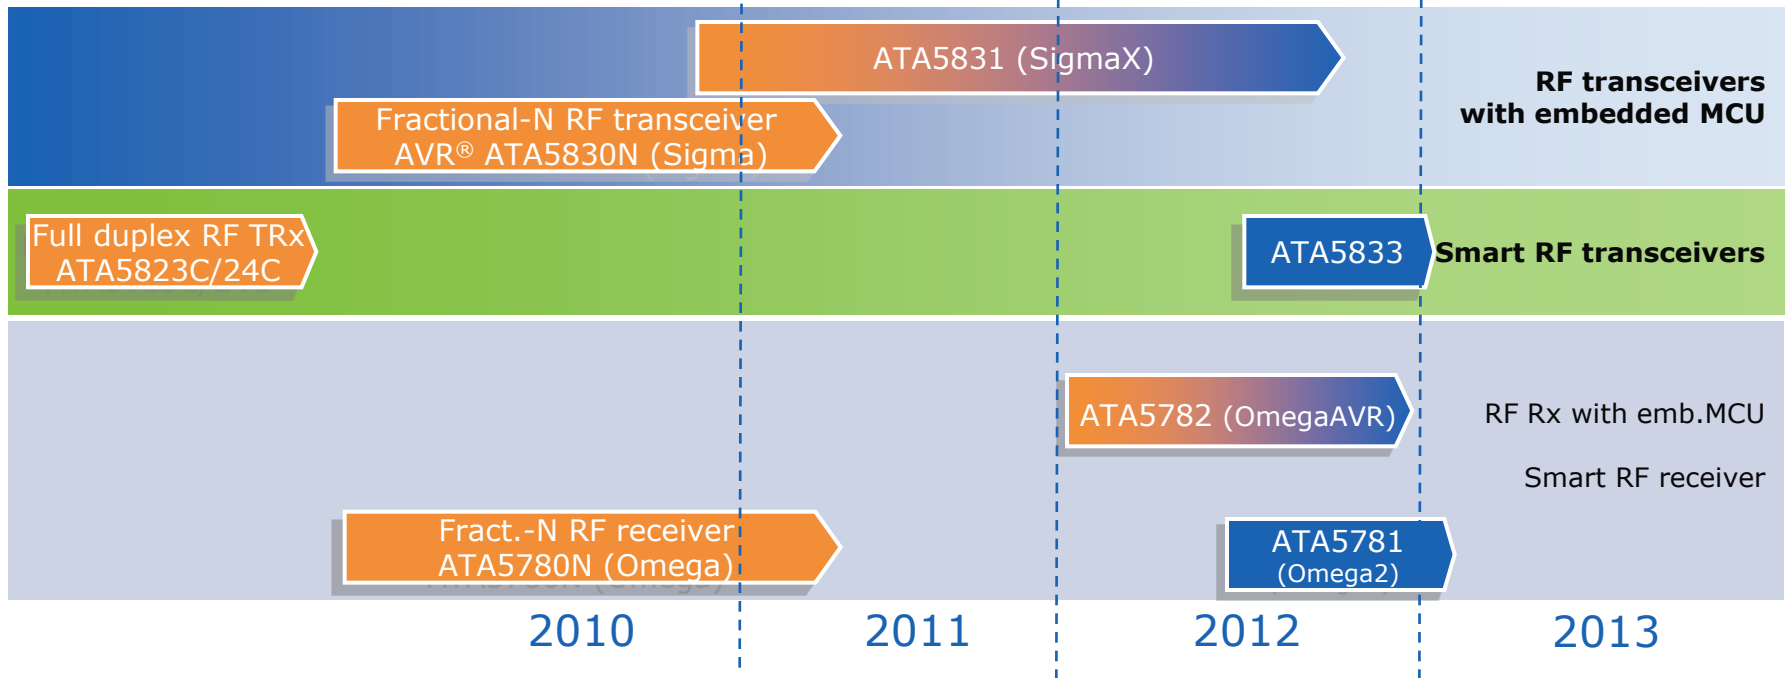 ATA5831 (SigmaX)
RF transceivers
with embedded MCU
Fractional-N RF transceiver
AVR® ATA5830N (Sigma)
Full duplex RF TRx
ATA5823C/24C
ATA5833
Smart RF transceivers
ATA5782 (OmegaAVR)
RF Rx with emb.MCU
Smart RF receiver
Fract.-N RF receiver
ATA5780N (Omega)
ATA5781
(Omega2)
2010
2011
2012
2013